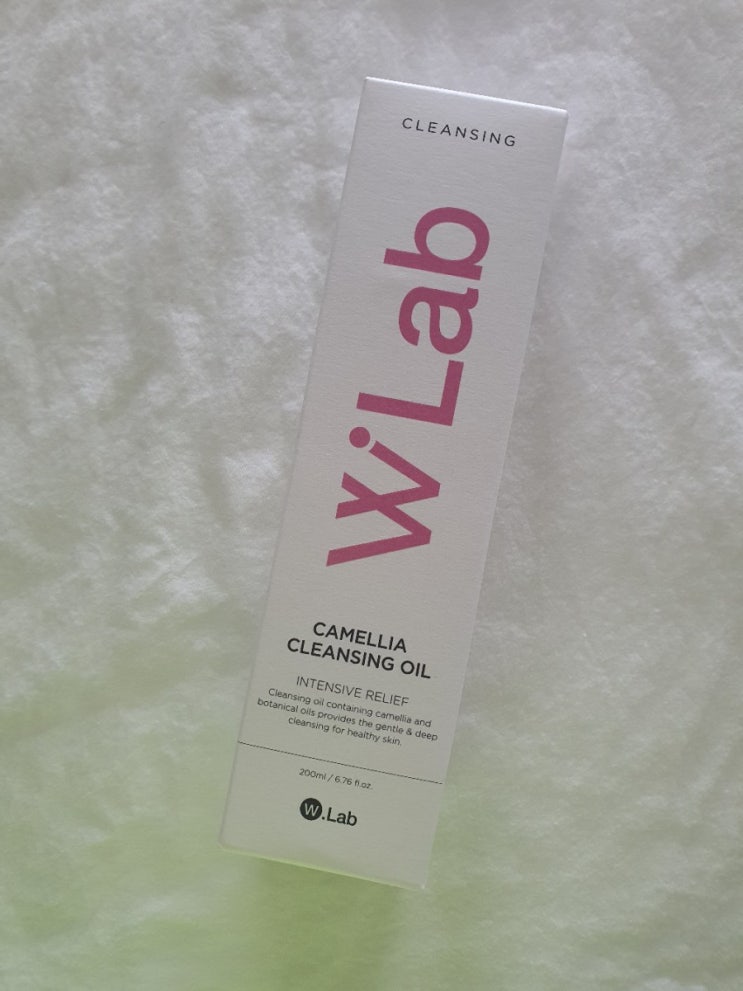 CLEANSING
W.Lab
CAMELLIA
CLEANSING OIL
INTENSIVE RELIEF
Cleansing oil containing camellia and
botanical oils provides the gentle & deep
cleansing for healthy skin.
200ml / 6.76 fl.oz.
W.Lab